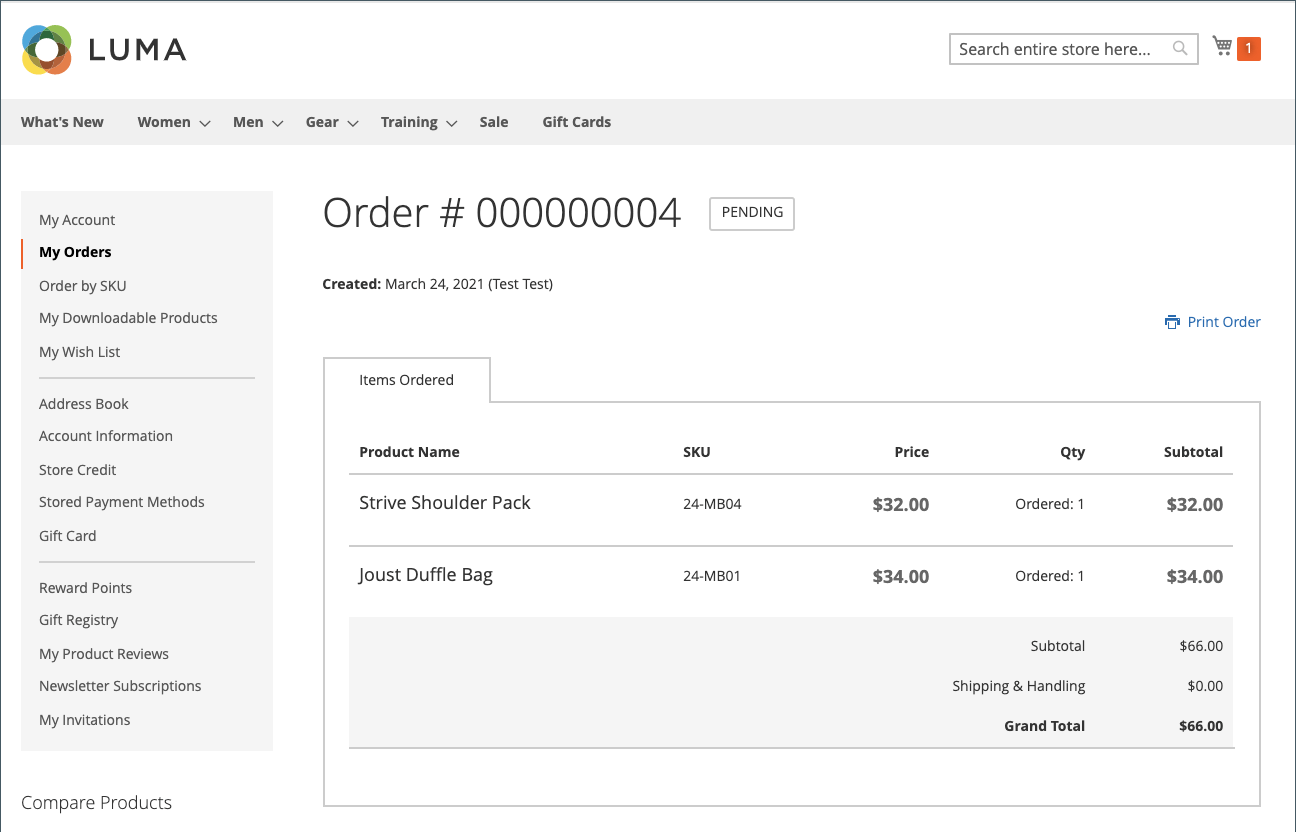 LUMA
Search entire store here...
1
What's New Women Men Gear Training Sale Gift Cards
My Account
My Orders
Order by SKU
My Downloadable Products
My Wish List
Address Book
Account Information
Store Credit
Stored Payment Methods
Gift Card
Reward Points
Gift Registry
My Product Reviews
Newsletter Subscriptions
My Invitations
Compare Products
Order # 000000004 PENDING
Created: March 24, 2021 (Test Test)
Print Order
Items Ordered
Product Name SKU Price Qty Subtotal
Strive Shoulder Pack 24-MB04 $32.00 Ordered: 1 $32.00
Joust Duffle Bag 24-MB01 $34.00 Ordered: 1 $34.00
Subtotal $66.00
Shipping & Handling $0.00
Grand Total $66.00